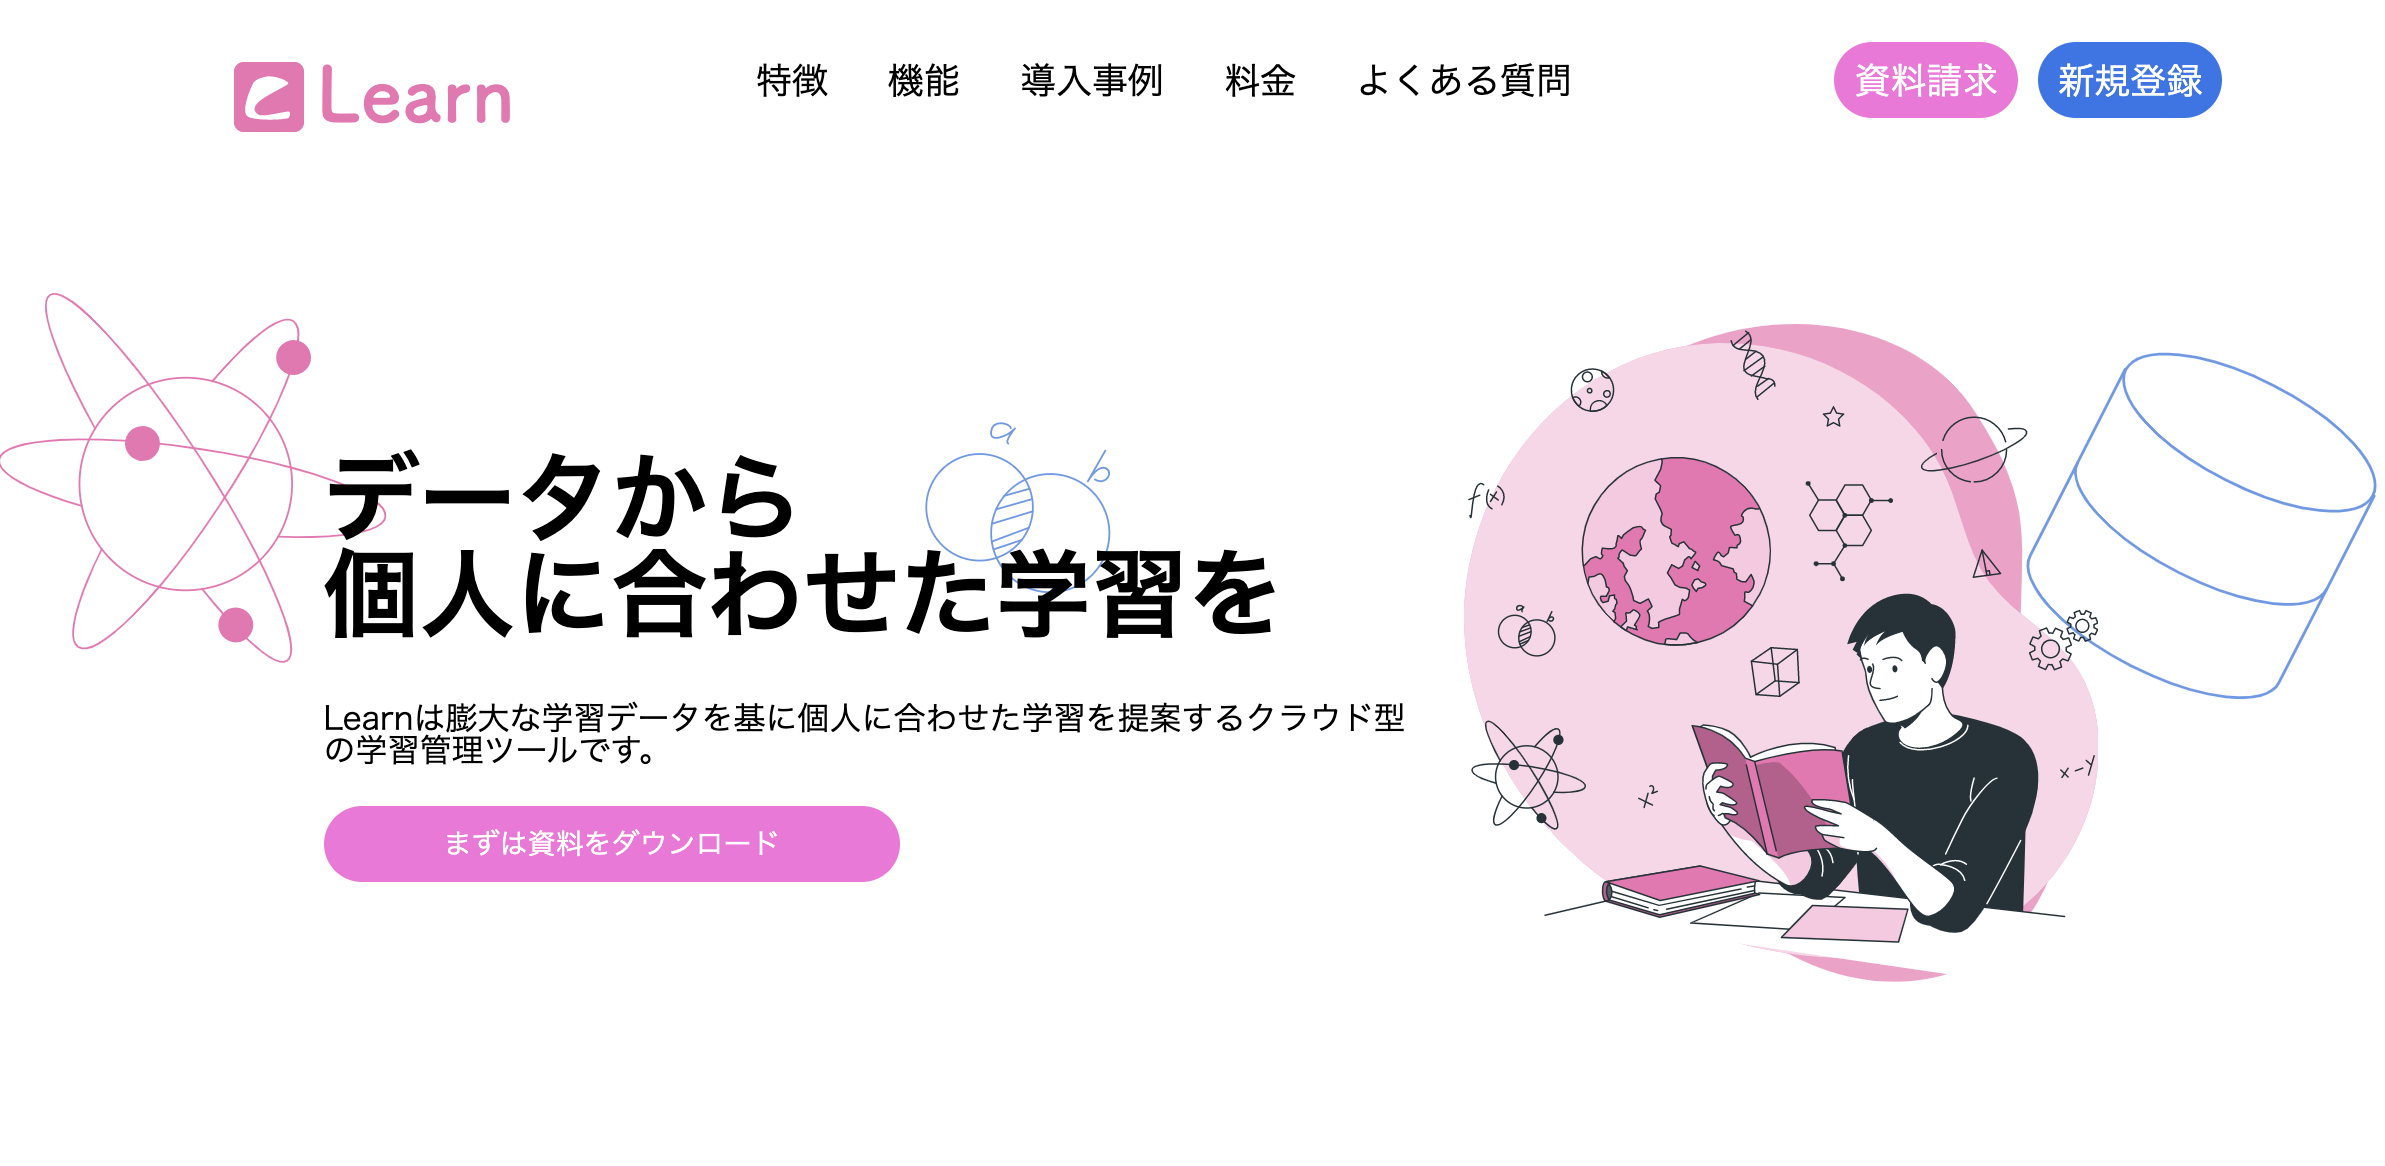 Learn
特徴 機能 導入事例 料金 よくある質問
資料請求 新規登録
データから
個人に合わせた学習を
Learnは膨大な学習データを基に個人に合わせた学習を提案するクラウド型
の学習管理ツールです。
まずは資料をダウンロード
a
b
f(x)
a
b
x²
x-y